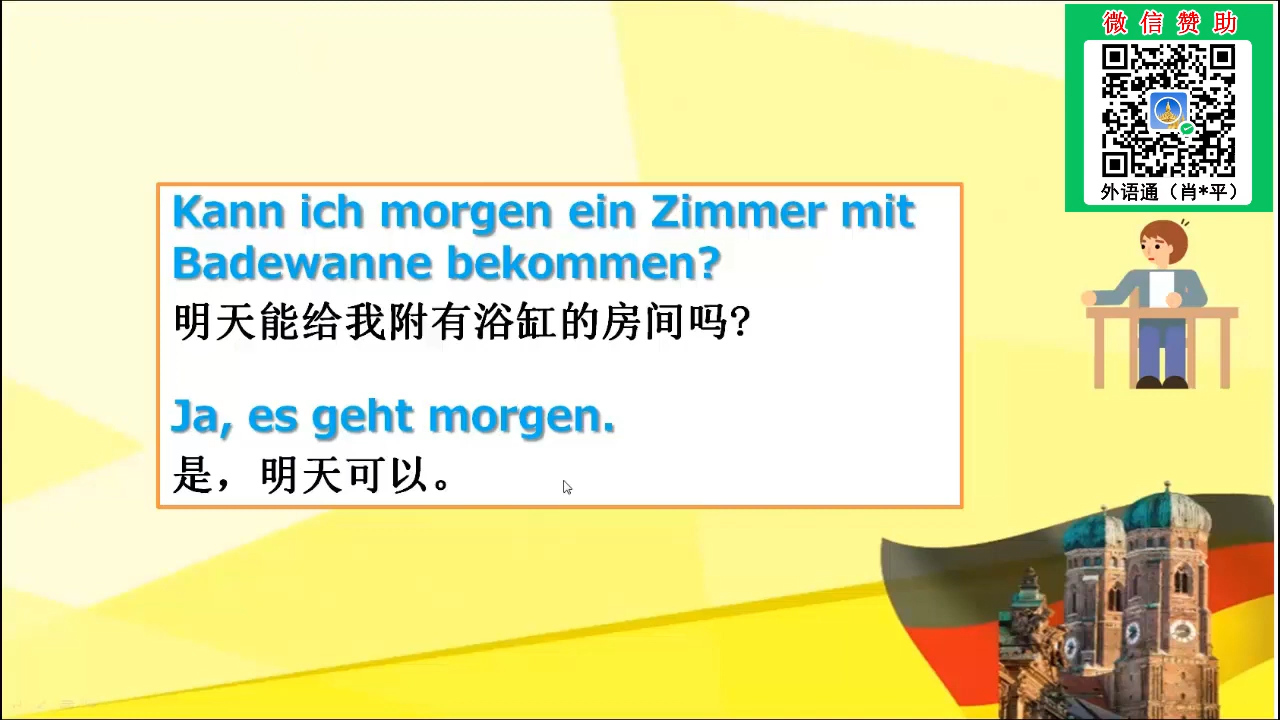 微信赞助
外语通（肖*平）
Kann ich morgen ein Zimmer mit
Badewanne bekommen?
明天能给我附有浴缸的房间吗?
Ja, es geht morgen.
是，明天可以。